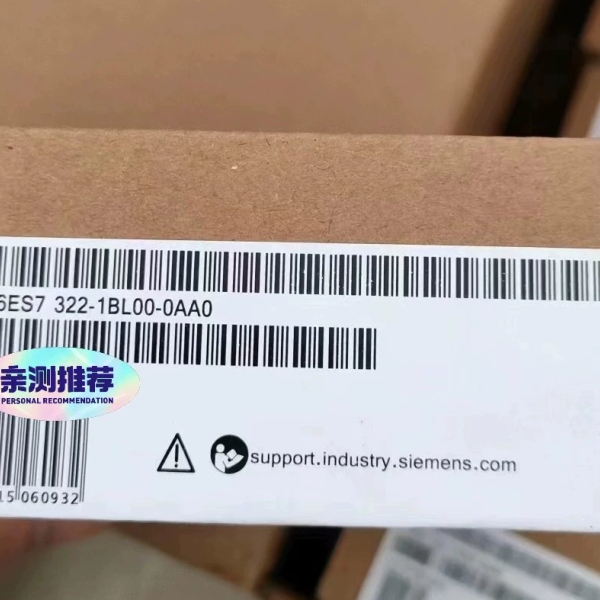 6ES7 322-1BL00-0AA0
亲测推荐
PERSONAL RECOMMENDATION
support.industry.siemens.com
15 060932